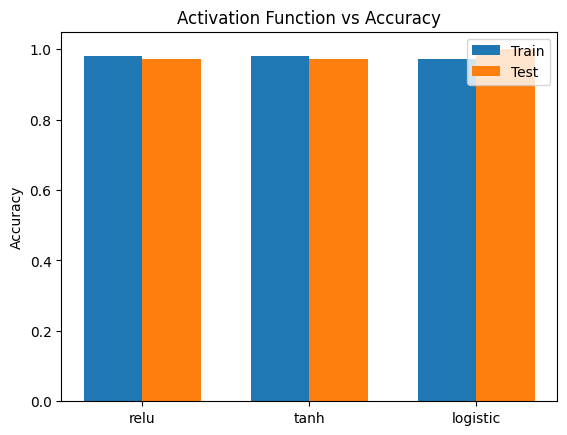 Activation Function vs Accuracy
Train
Test
Accuracy
1.0
0.8
0.6
0.4
0.2
0.0
relu
tanh
logistic